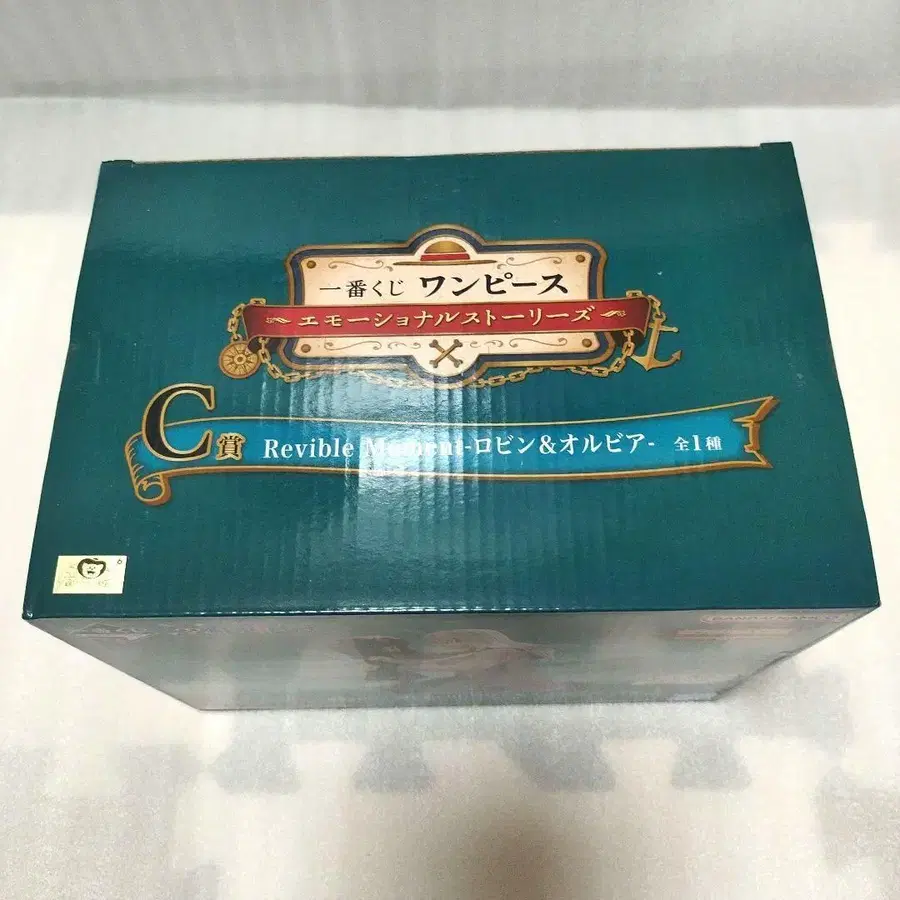 一番くじ ワンピース
エモーショナルストーリーズ
C賞 Revible Moment-ロビン&オルビア- 全1種